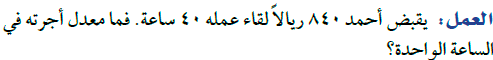 العمل: يقبض أحمد ٨٤٠ ريالاً لقاء عمله ٤٠ ساعة. فما معدل أجرته في
الساعة الواحدة؟